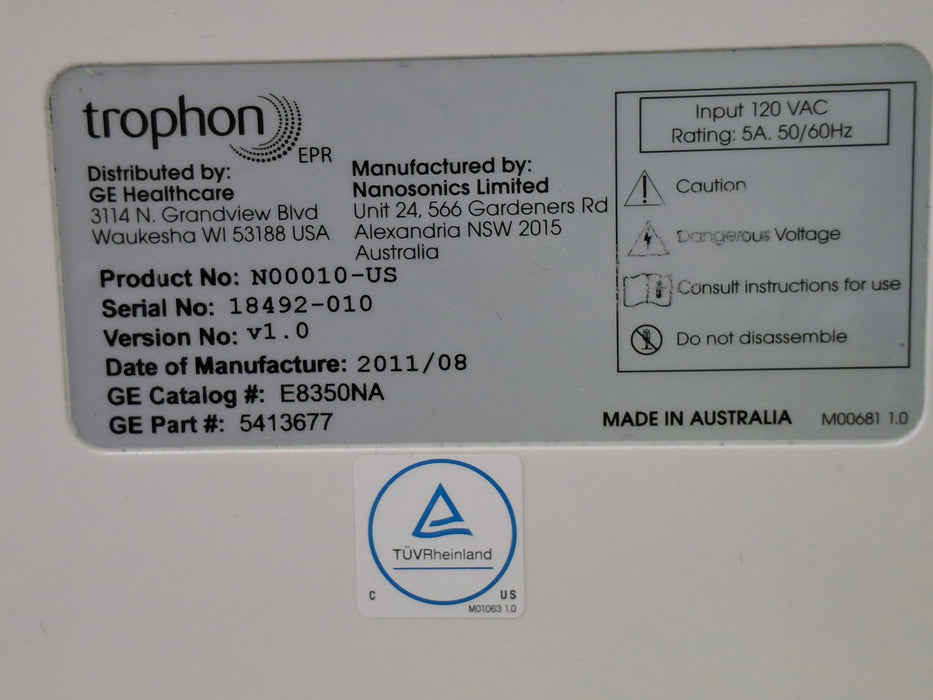 trophon
EPR
Distributed by:
GE Healthcare
3114 N. Grandview Blvd
Waukesha WI 53188 USA
Manufactured by:
Nanosonics Limited
Unit 24, 566 Gardeners Rd
Alexandria NSW 2015
Australia
Product No: N00010-US
Serial No: 18492-010
Version No: v1.0
Date of Manufacture: 2011/08
GE Catalog #: E8350NA
GE Part #: 5413677
Input 120 VAC
Rating: 5A. 50/60Hz
Caution
Dangerous Voltage
Consult instructions for use
Do not disassemble
MADE IN AUSTRALIA
M00681 1.0
TÜVRheinland
C US
M01063 1.0